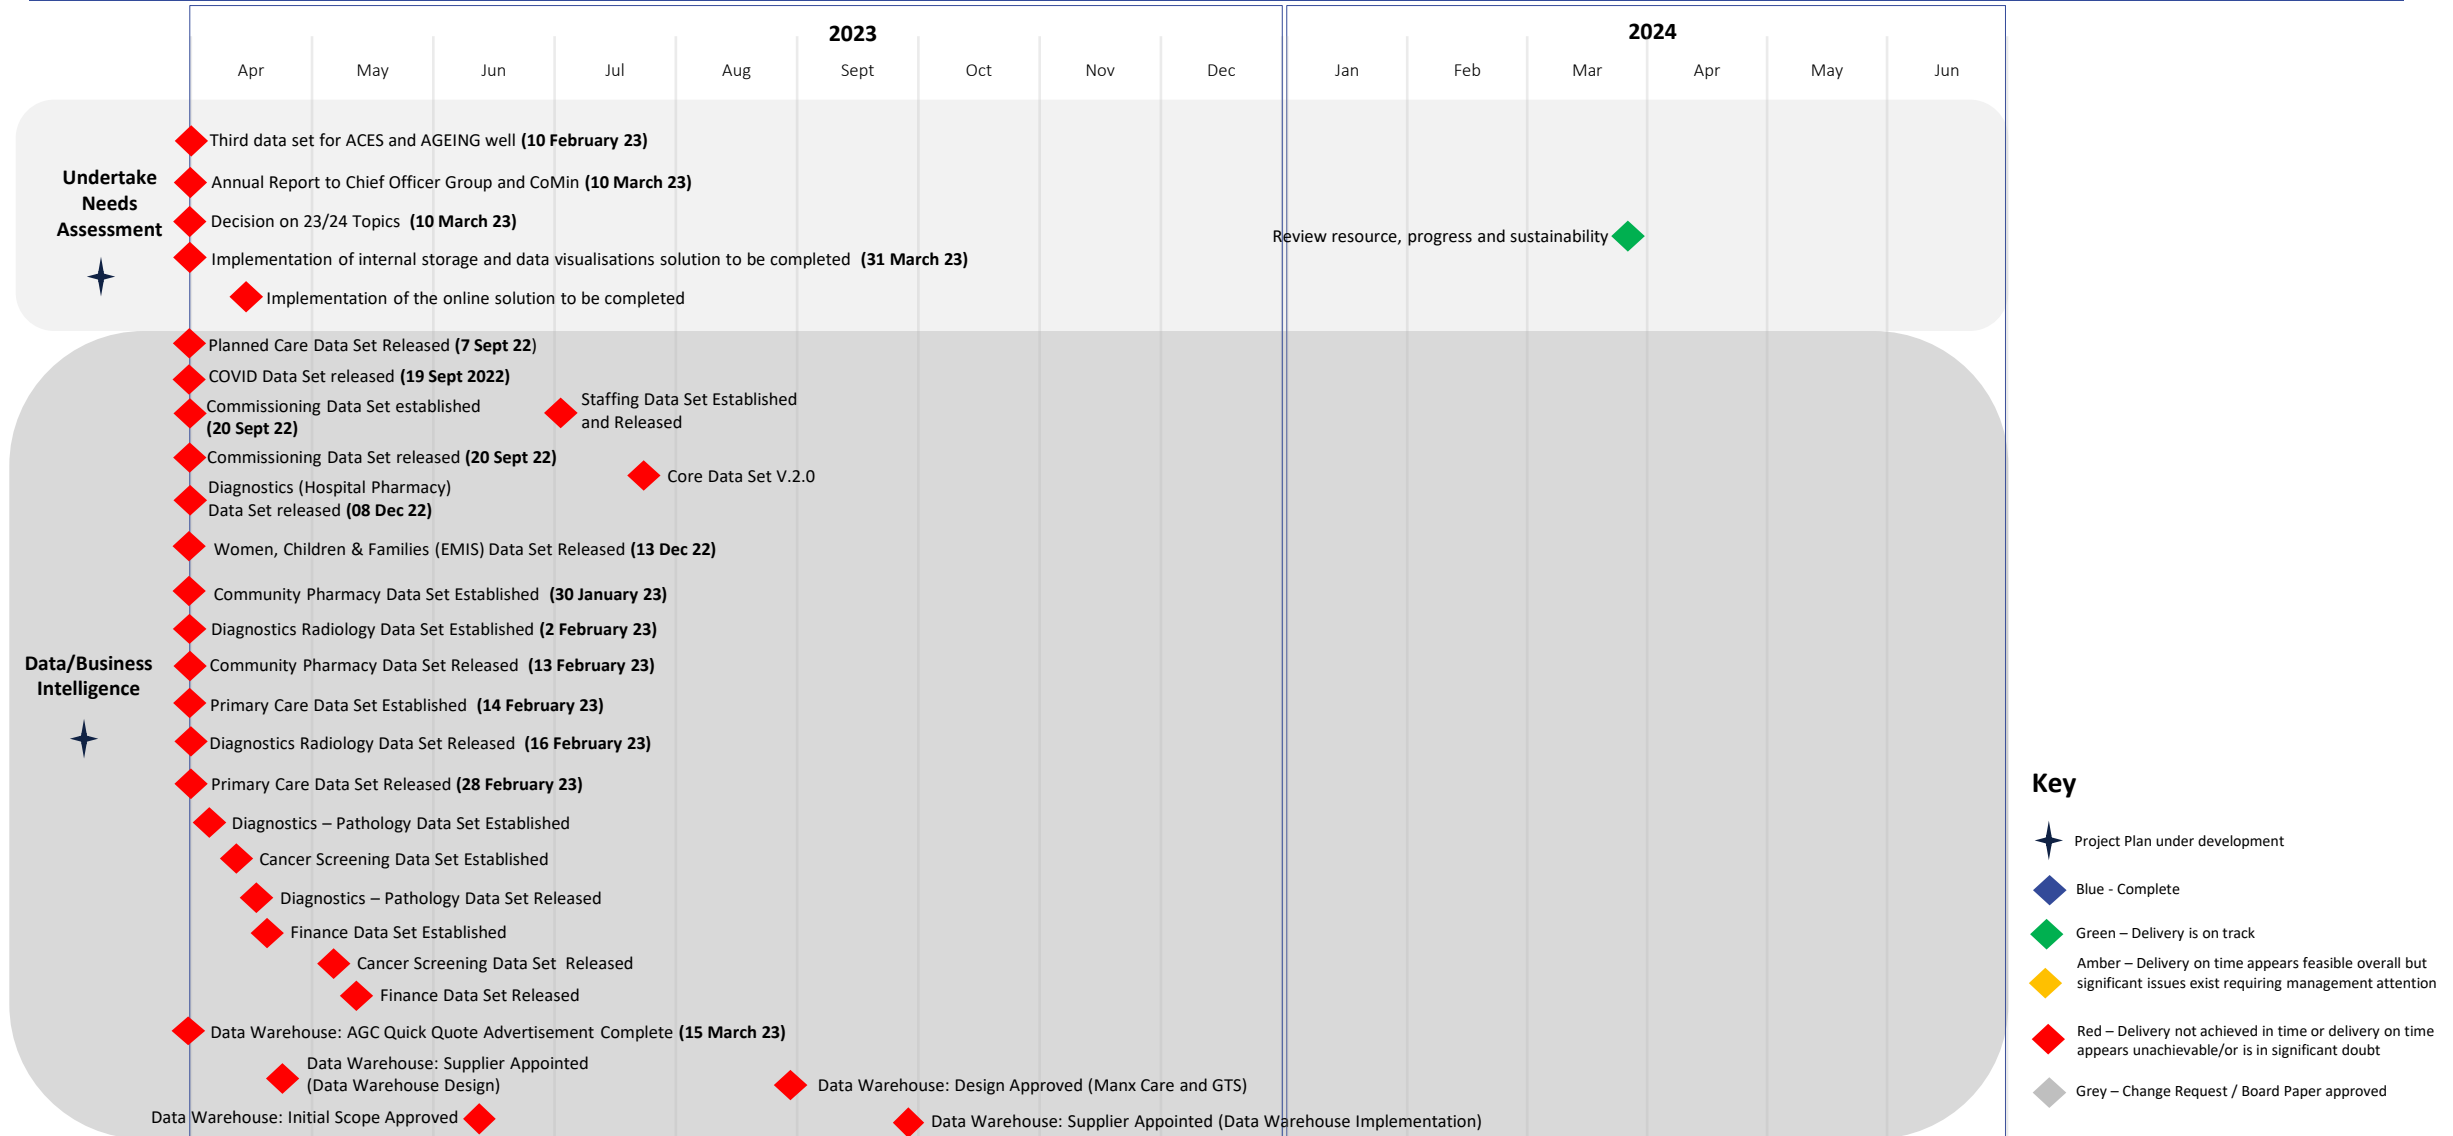 2023
2024
Apr
May
Jun
Jul
Aug
Sept
Oct
Nov
Dec
Jan
Feb
Mar
Apr
May
Jun
Undertake
Needs
Assessment
Third data set for ACES and AGEING well (10 February 23)
Annual Report to Chief Officer Group and CoMin (10 March 23)
Decision on 23/24 Topics (10 March 23)
Review resource, progress and sustainability
Implementation of internal storage and data visualisations solution to be completed (31 March 23)
Implementation of the online solution to be completed
Data/Business
Intelligence
Planned Care Data Set Released (7 Sept 22)
COVID Data Set released (19 Sept 2022)
Commissioning Data Set established
(20 Sept 22)
Staffing Data Set Established
and Released
Commissioning Data Set released (20 Sept 22)
Core Data Set V.2.0
Diagnostics (Hospital Pharmacy)
Data Set released (08 Dec 22)
Women, Children & Families (EMIS) Data Set Released (13 Dec 22)
Community Pharmacy Data Set Established (30 January 23)
Diagnostics Radiology Data Set Established (2 February 23)
Community Pharmacy Data Set Released (13 February 23)
Primary Care Data Set Established (14 February 23)
Diagnostics Radiology Data Set Released (16 February 23)
Primary Care Data Set Released (28 February 23)
Diagnostics – Pathology Data Set Established
Cancer Screening Data Set Established
Diagnostics – Pathology Data Set Released
Finance Data Set Established
Cancer Screening Data Set Released
Finance Data Set Released
Data Warehouse: AGC Quick Quote Advertisement Complete (15 March 23)
Data Warehouse: Supplier Appointed
(Data Warehouse Design)
Data Warehouse: Design Approved (Manx Care and GTS)
Data Warehouse: Initial Scope Approved
Data Warehouse: Supplier Appointed (Data Warehouse Implementation)
Key
Project Plan under development
Blue - Complete
Green – Delivery is on track
Amber – Delivery on time appears feasible overall but
significant issues exist requiring management attention
Red – Delivery not achieved in time or delivery on time
appears unachievable/or is in significant doubt
Grey – Change Request / Board Paper approved